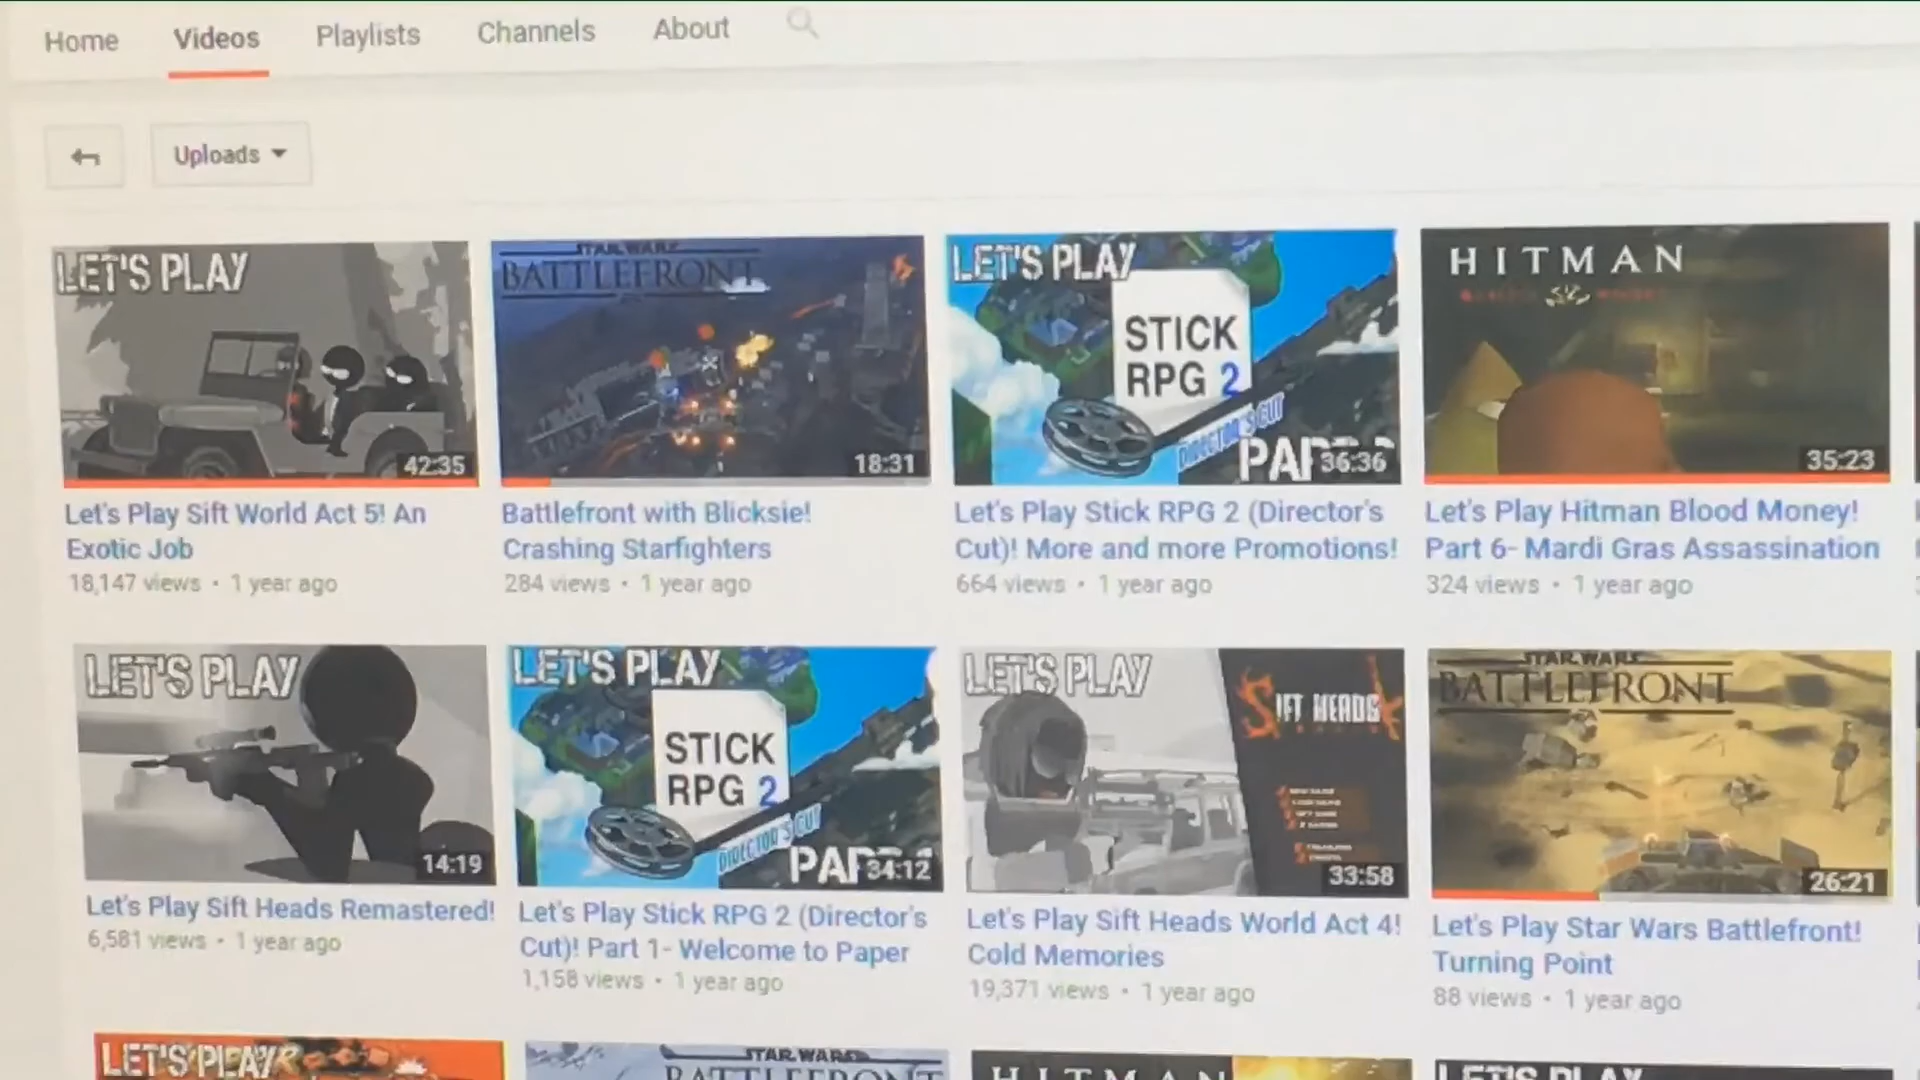 Home Videos Playlists Channels About
Uploads
LET'S PLAY
42:35
Let's Play Sift World Act 5! An
Exotic Job
18,147 views • 1 year ago
STAR WARS
BATTLEFRONT
18:31
Battlefront with Blicksie!
Crashing Starfighters
284 views • 1 year ago
LET'S PLAY
STICK
RPG 2
DIRECTOR'S CUT
36:36
Let's Play Stick RPG 2 (Director's
Cut)! More and more Promotions!
664 views • 1 year ago
HITMAN
35:23
Let's Play Hitman Blood Money!
Part 6- Mardi Gras Assassination
324 views • 1 year ago
LET'S PLAY
14:19
Let's Play Sift Heads Remastered!
6,581 views • 1 year ago
LET'S PLAY
STICK
RPG 2
DIRECTOR'S CUT
34:12
Let's Play Stick RPG 2 (Director's
Cut)! Part 1- Welcome to Paper
1,158 views • 1 year ago
LET'S PLAY
SIFT HEADS
33:58
Let's Play Sift Heads World Act 4!
Cold Memories
19,371 views • 1 year ago
STAR WARS
BATTLEFRONT
26:21
Let's Play Star Wars Battlefront!
Turning Point
88 views • 1 year ago
LET'S PLAY
STAR WARS
BATTLEFRONT
HITMAN
LET'S PLAY